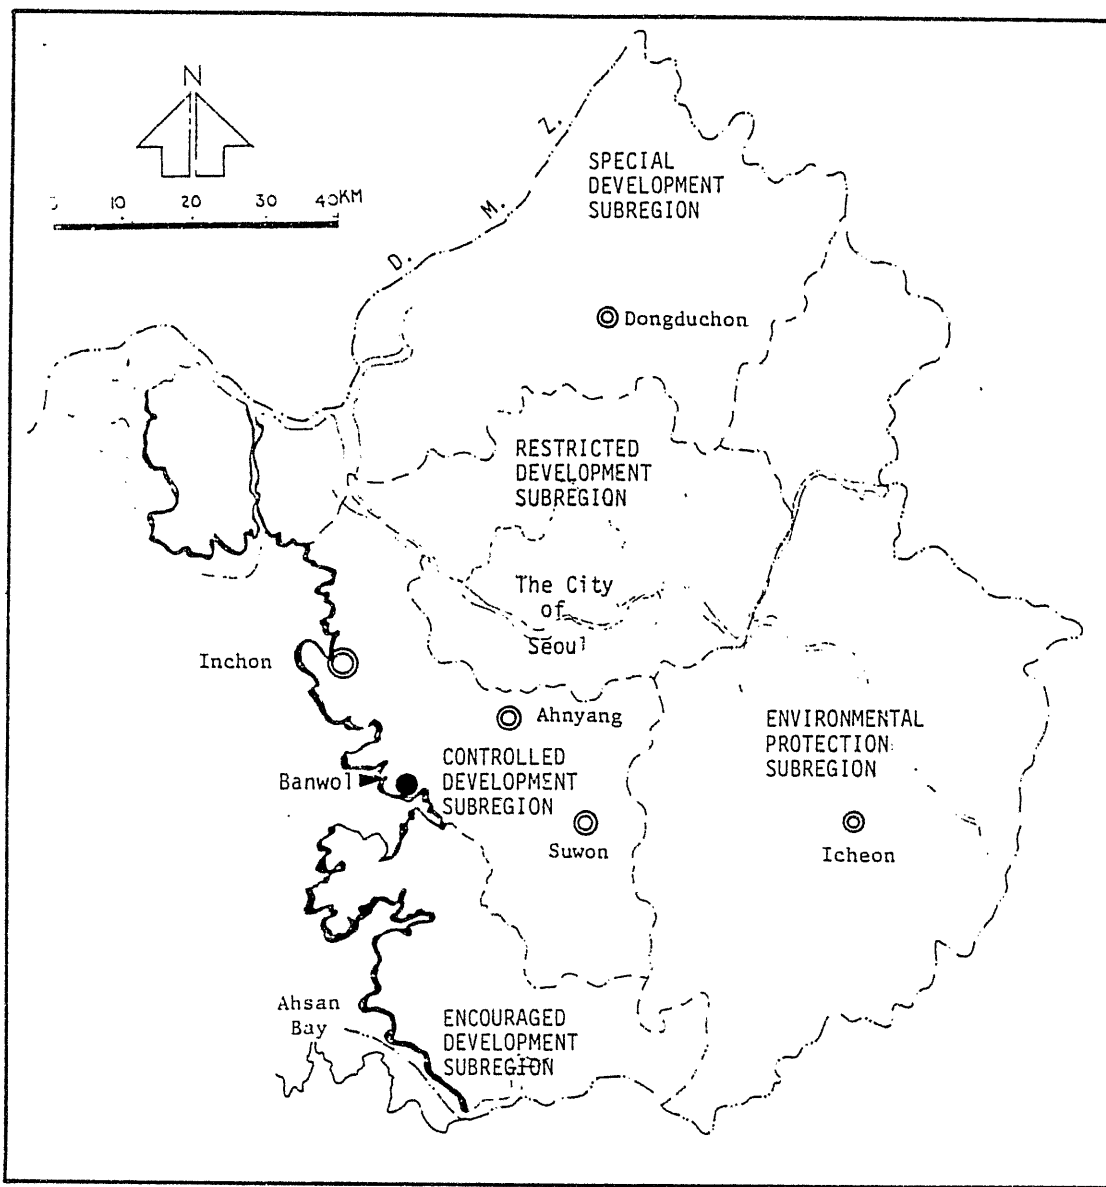 N
10 20 30 40KM
D. M. Z.
SPECIAL
DEVELOPMENT
SUBREGION
Dongduchon
RESTRICTED
DEVELOPMENT
SUBREGION
The City
of
Seoul
Inchon
Ahnyang
ENVIRONMENTAL
PROTECTION
SUBREGION
CONTROLLED
DEVELOPMENT
SUBREGION
Banwol
Suwon
Icheon
Ahsan
Bay
ENCOURAGED
DEVELOPMENT
SUBREGION